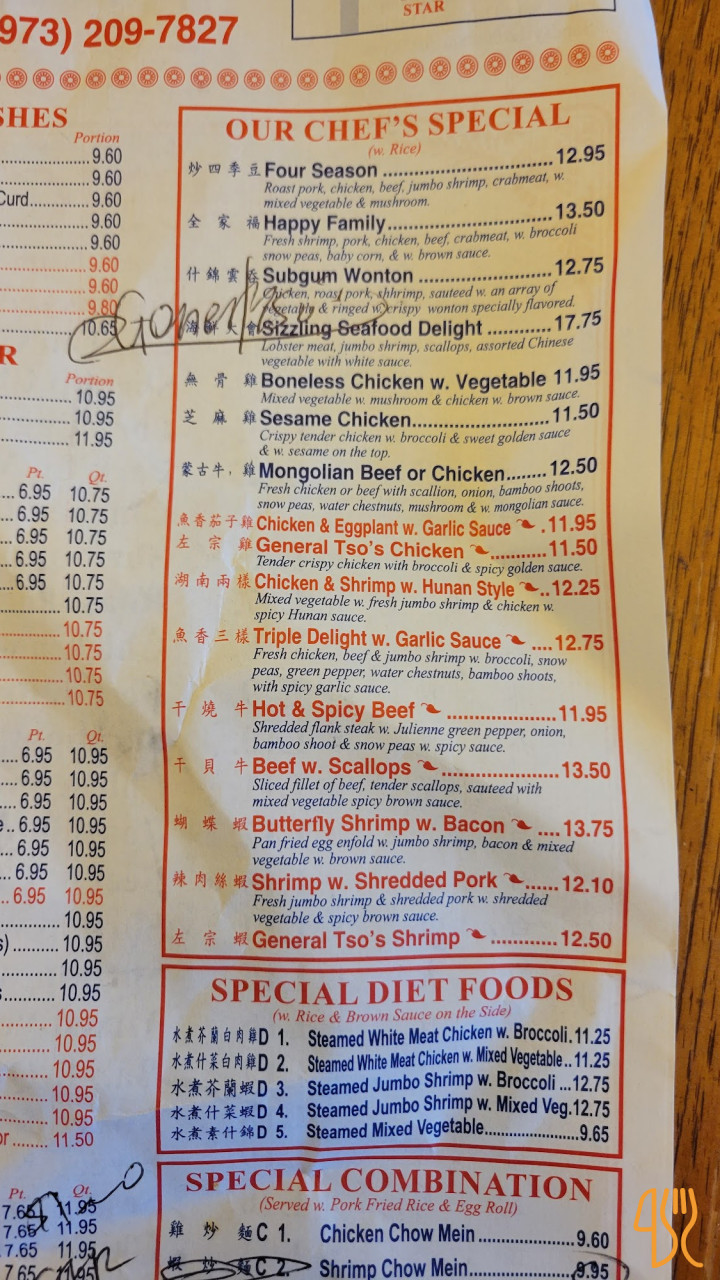 973) 209-7827
STAR
SHES
Portion
9.60
9.60
Curd 9.60
9.60
9.60
9.60
9.60
9.80
10.65
R
Portion
10.95
10.95
11.95
Pt. Qt.
6.95 10.75
6.95 10.75
6.95 10.75
6.95 10.75
6.95 10.75
10.75
10.75
10.75
10.75
10.75
Pt. Qt.
6.95 10.95
6.95 10.95
6.95 10.95
6.95 10.95
6.95 10.95
6.95 10.95
6.95 10.95
10.95
10.95
10.95
10.95
10.95
10.95
10.95
10.95
10.95
or 11.50
Pt. Qt.
7.65 11.95
7.65 11.95
7.65 11.95
7.65 11.95
OUR CHEF'S SPECIAL
(w. Rice)
炒四季豆 Four Season 12.95
Roast pork, chicken, beef, jumbo shrimp, crabmeat, w.
mixed vegetable & mushroom.
全家福 Happy Family 13.50
Fresh shrimp, pork, chicken, beef, crabmeat, w. broccoli
snow peas, baby corn, & w. brown sauce.
什錦雲吞 Subgum Wonton 12.75
Chicken, roast pork, shhrimp, sauteed w. an array of
vegetable & ringed w. crispy wonton specially flavored.
海鮮大會 Sizzling Seafood Delight 17.75
Lobster meat, jumbo shrimp, scallops, assorted Chinese
vegetable with white sauce.
無骨雞 Boneless Chicken w. Vegetable 11.95
Mixed vegetable w. mushroom & chicken w. brown sauce.
芝麻雞 Sesame Chicken 11.50
Crispy tender chicken w. broccoli & sweet golden sauce
& w. sesame on the top.
蒙古牛,雞 Mongolian Beef or Chicken 12.50
Fresh chicken or beef with scallion, onion, bamboo shoots,
snow peas, water chestnuts, mushroom & w. mongolian sauce.
魚香茄子雞 Chicken & Eggplant w. Garlic Sauce 11.95
左宗雞 General Tso's Chicken 11.50
Tender crispy chicken with broccoli & spicy golden sauce.
湖南兩樣 Chicken & Shrimp w. Hunan Style 12.25
Mixed vegetable w. fresh jumbo shrimp & chicken w.
spicy Hunan sauce.
魚香三樣 Triple Delight w. Garlic Sauce 12.75
Fresh chicken, beef & jumbo shrimp w. broccoli, snow
peas, green pepper, water chestnuts, bamboo shoots,
with spicy garlic sauce.
干燒牛 Hot & Spicy Beef 11.95
Shredded flank steak w. Julienne green pepper, onion,
bamboo shoot & snow peas w. spicy sauce.
干貝牛 Beef w. Scallops 13.50
Sliced fillet of beef, tender scallops, sauteed with
mixed vegetable spicy brown sauce.
蝴蝶蝦 Butterfly Shrimp w. Bacon 13.75
Pan fried egg enfold w. jumbo shrimp, bacon & mixed
vegetable w. brown sauce.
辣肉絲蝦 Shrimp w. Shredded Pork 12.10
Fresh jumbo shrimp & shredded pork w. shredded
vegetable & spicy brown sauce.
左宗蝦 General Tso's Shrimp 12.50
SPECIAL DIET FOODS
(w. Rice & Brown Sauce on the Side)
水煮芥蘭白肉雞 D 1. Steamed White Meat Chicken w. Broccoli. 11.25
水煮什菜白肉雞 D 2. Steamed White Meat Chicken w. Mixed Vegetable 11.25
水煮芥蘭蝦 D 3. Steamed Jumbo Shrimp w. Broccoli 12.75
水煮什菜蝦 D 4. Steamed Jumbo Shrimp w. Mixed Veg. 12.75
水煮素什錦 D 5. Steamed Mixed Vegetable 9.65
SPECIAL COMBINATION
(Served w. Pork Fried Rice & Egg Roll)
雞炒麵 C 1. Chicken Chow Mein 9.60
蝦炒麵 C 2. Shrimp Chow Mein 9.95